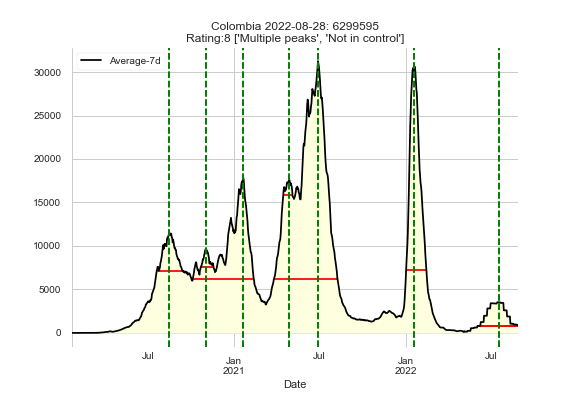 Colombia 2022-08-28: 6299595
Rating:8 ['Multiple peaks', 'Not in control']
Average-7d
30000
25000
20000
15000
10000
5000
0
Jul
Jan
2021
Jul
Jan
2022
Jul
Date